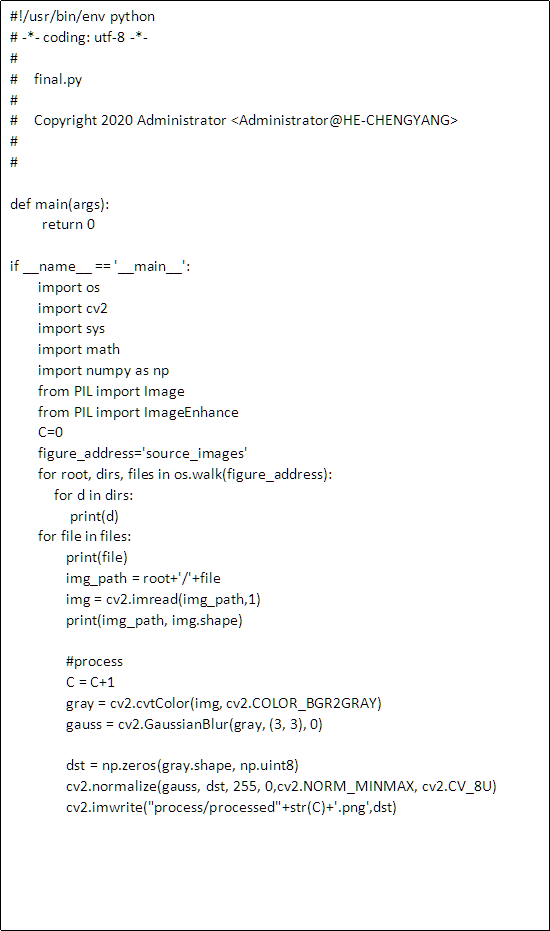 #!/usr/bin/env python
# -*- coding: utf-8 -*-
#
#    final.py
#
#    Copyright 2020 Administrator <Administrator@HE-CHENGYANG>
#
#

def main(args):
        return 0

if __name__ == '__main__':
       import os
       import cv2
       import sys
       import math
       import numpy as np
       from PIL import Image
       from PIL import ImageEnhance
       C=0
       figure_address='source_images'
       for root, dirs, files in os.walk(figure_address):
           for d in dirs:
               print(d)
       for file in files:
              print(file)
              img_path = root+'/'+file
              img = cv2.imread(img_path,1)
              print(img_path, img.shape)

              #process
              C = C+1
              gray = cv2.cvtColor(img, cv2.COLOR_BGR2GRAY)
              gauss = cv2.GaussianBlur(gray, (3, 3), 0)

              dst = np.zeros(gray.shape, np.uint8)
              cv2.normalize(gauss, dst, 255, 0,cv2.NORM_MINMAX, cv2.CV_8U)
              cv2.imwrite("process/processed"+str(C)+'.png',dst)